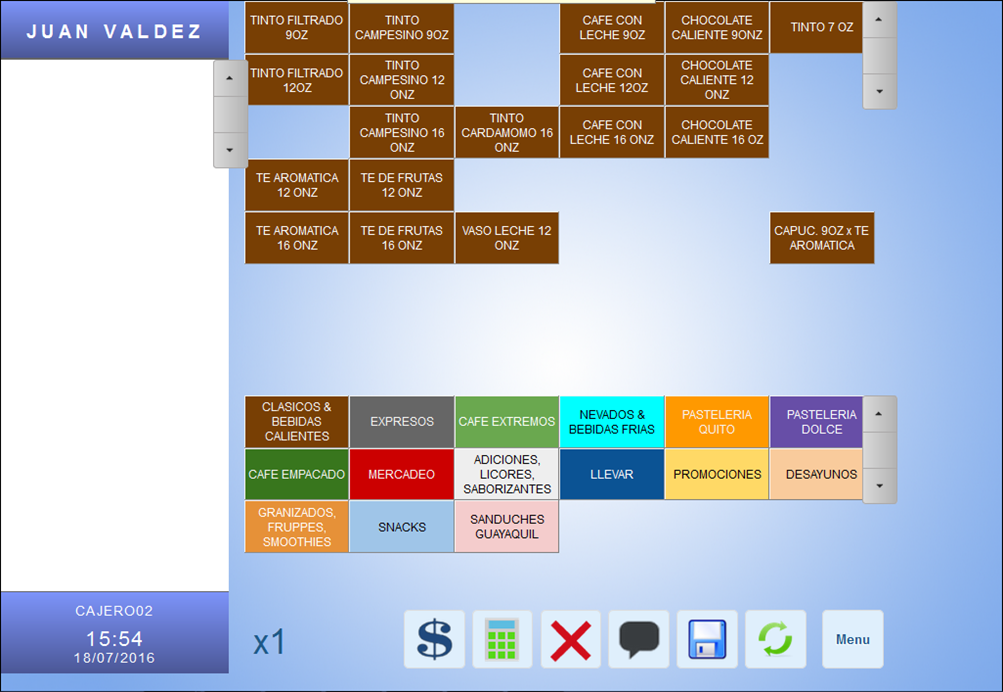 JUAN VALDEZ
TINTO FILTRADO
9OZ
TINTO
CAMPESINO 9OZ
CAFE CON
LECHE 9OZ
CHOCOLATE
CALIENTE 9ONZ
TINTO 7 OZ
TINTO FILTRADO
12OZ
TINTO
CAMPESINO 12
ONZ
CAFE CON
LECHE 12OZ
CHOCOLATE
CALIENTE 12
ONZ
TINTO
CAMPESINO 16
ONZ
TINTO
CARDAMOMO 16
ONZ
CAFE CON
LECHE 16 ONZ
CHOCOLATE
CALIENTE 16 OZ
TE AROMATICA
12 ONZ
TE DE FRUTAS
12 ONZ
TE AROMATICA
16 ONZ
TE DE FRUTAS
16 ONZ
VASO LECHE 12
ONZ
CAPUC. 9OZ x TE
AROMATICA
CLASICOS &
BEBIDAS
CALIENTES
EXPRESOS
CAFE EXTREMOS
NEVADOS &
BEBIDAS FRIAS
PASTELERIA
QUITO
PASTELERIA
DOLCE
CAFE EMPACADO
MERCADEO
ADICIONES,
LICORES,
SABORIZANTES
LLEVAR
PROMOCIONES
DESAYUNOS
GRANIZADOS,
FRUPPES,
SMOOTHIES
SNACKS
SANDUCHES
GUAYAQUIL
CAJERO02
15:54
18/07/2016
x1
$
Menu